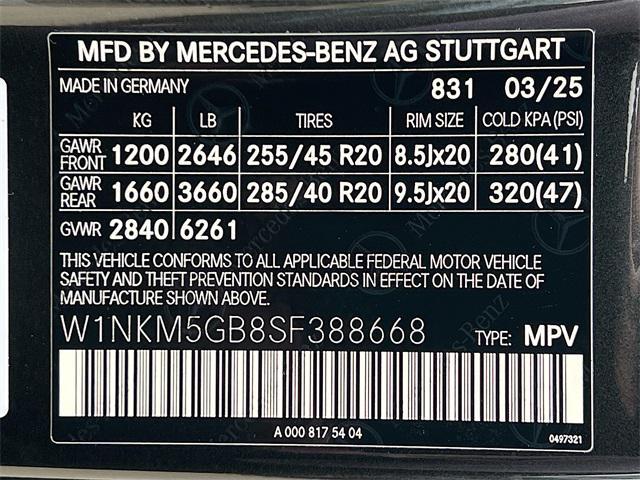 MFD BY MERCEDES-BENZ AG STUTTGART
MADE IN GERMANY 831 03/25
KG LB TIRES RIM SIZE COLD KPA (PSI)
GAWR FRONT 1200 2646 255/45 R20 8.5Jx20 280(41)
GAWR REAR 1660 3660 285/40 R20 9.5Jx20 320(47)
GVWR 2840 6261
THIS VEHICLE CONFORMS TO ALL APPLICABLE FEDERAL MOTOR VEHICLE
SAFETY AND THEFT PREVENTION STANDARDS IN EFFECT ON THE
DATE OF MANUFACTURE SHOWN ABOVE.
W1NKM5GB8SF388668 TYPE: MPV
A 000 817 54 04
0497321